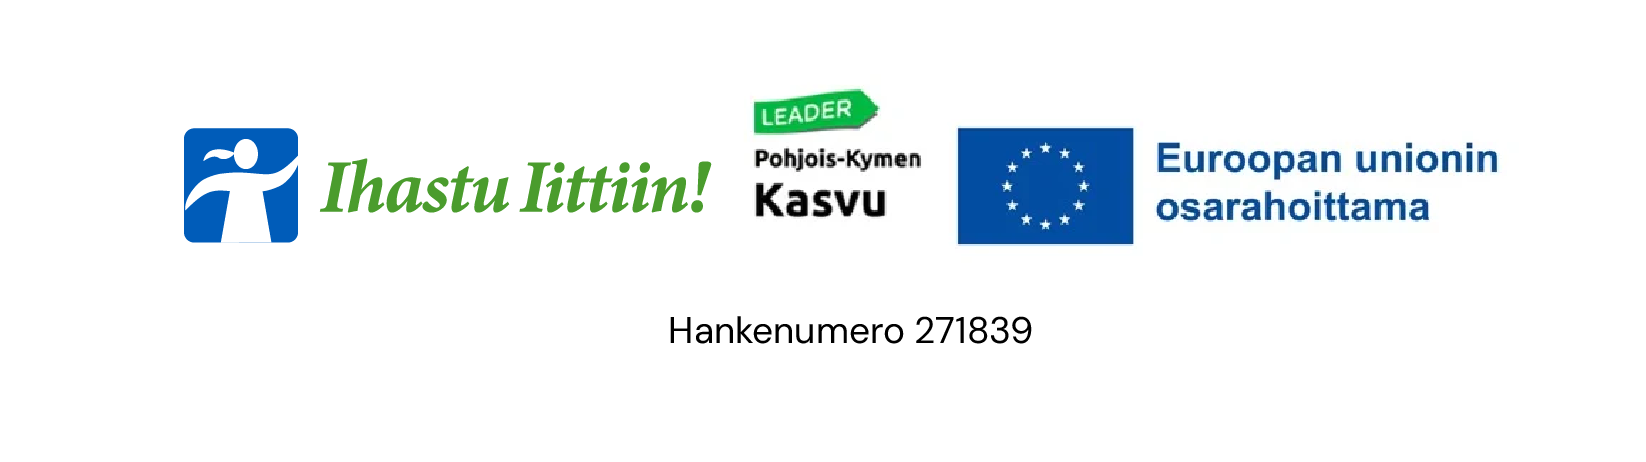 Ihastu Iittiin!
LEADER
Pohjois-Kymen
Kasvu
Euroopan unionin
osarahoittama
Hankenumero 271839